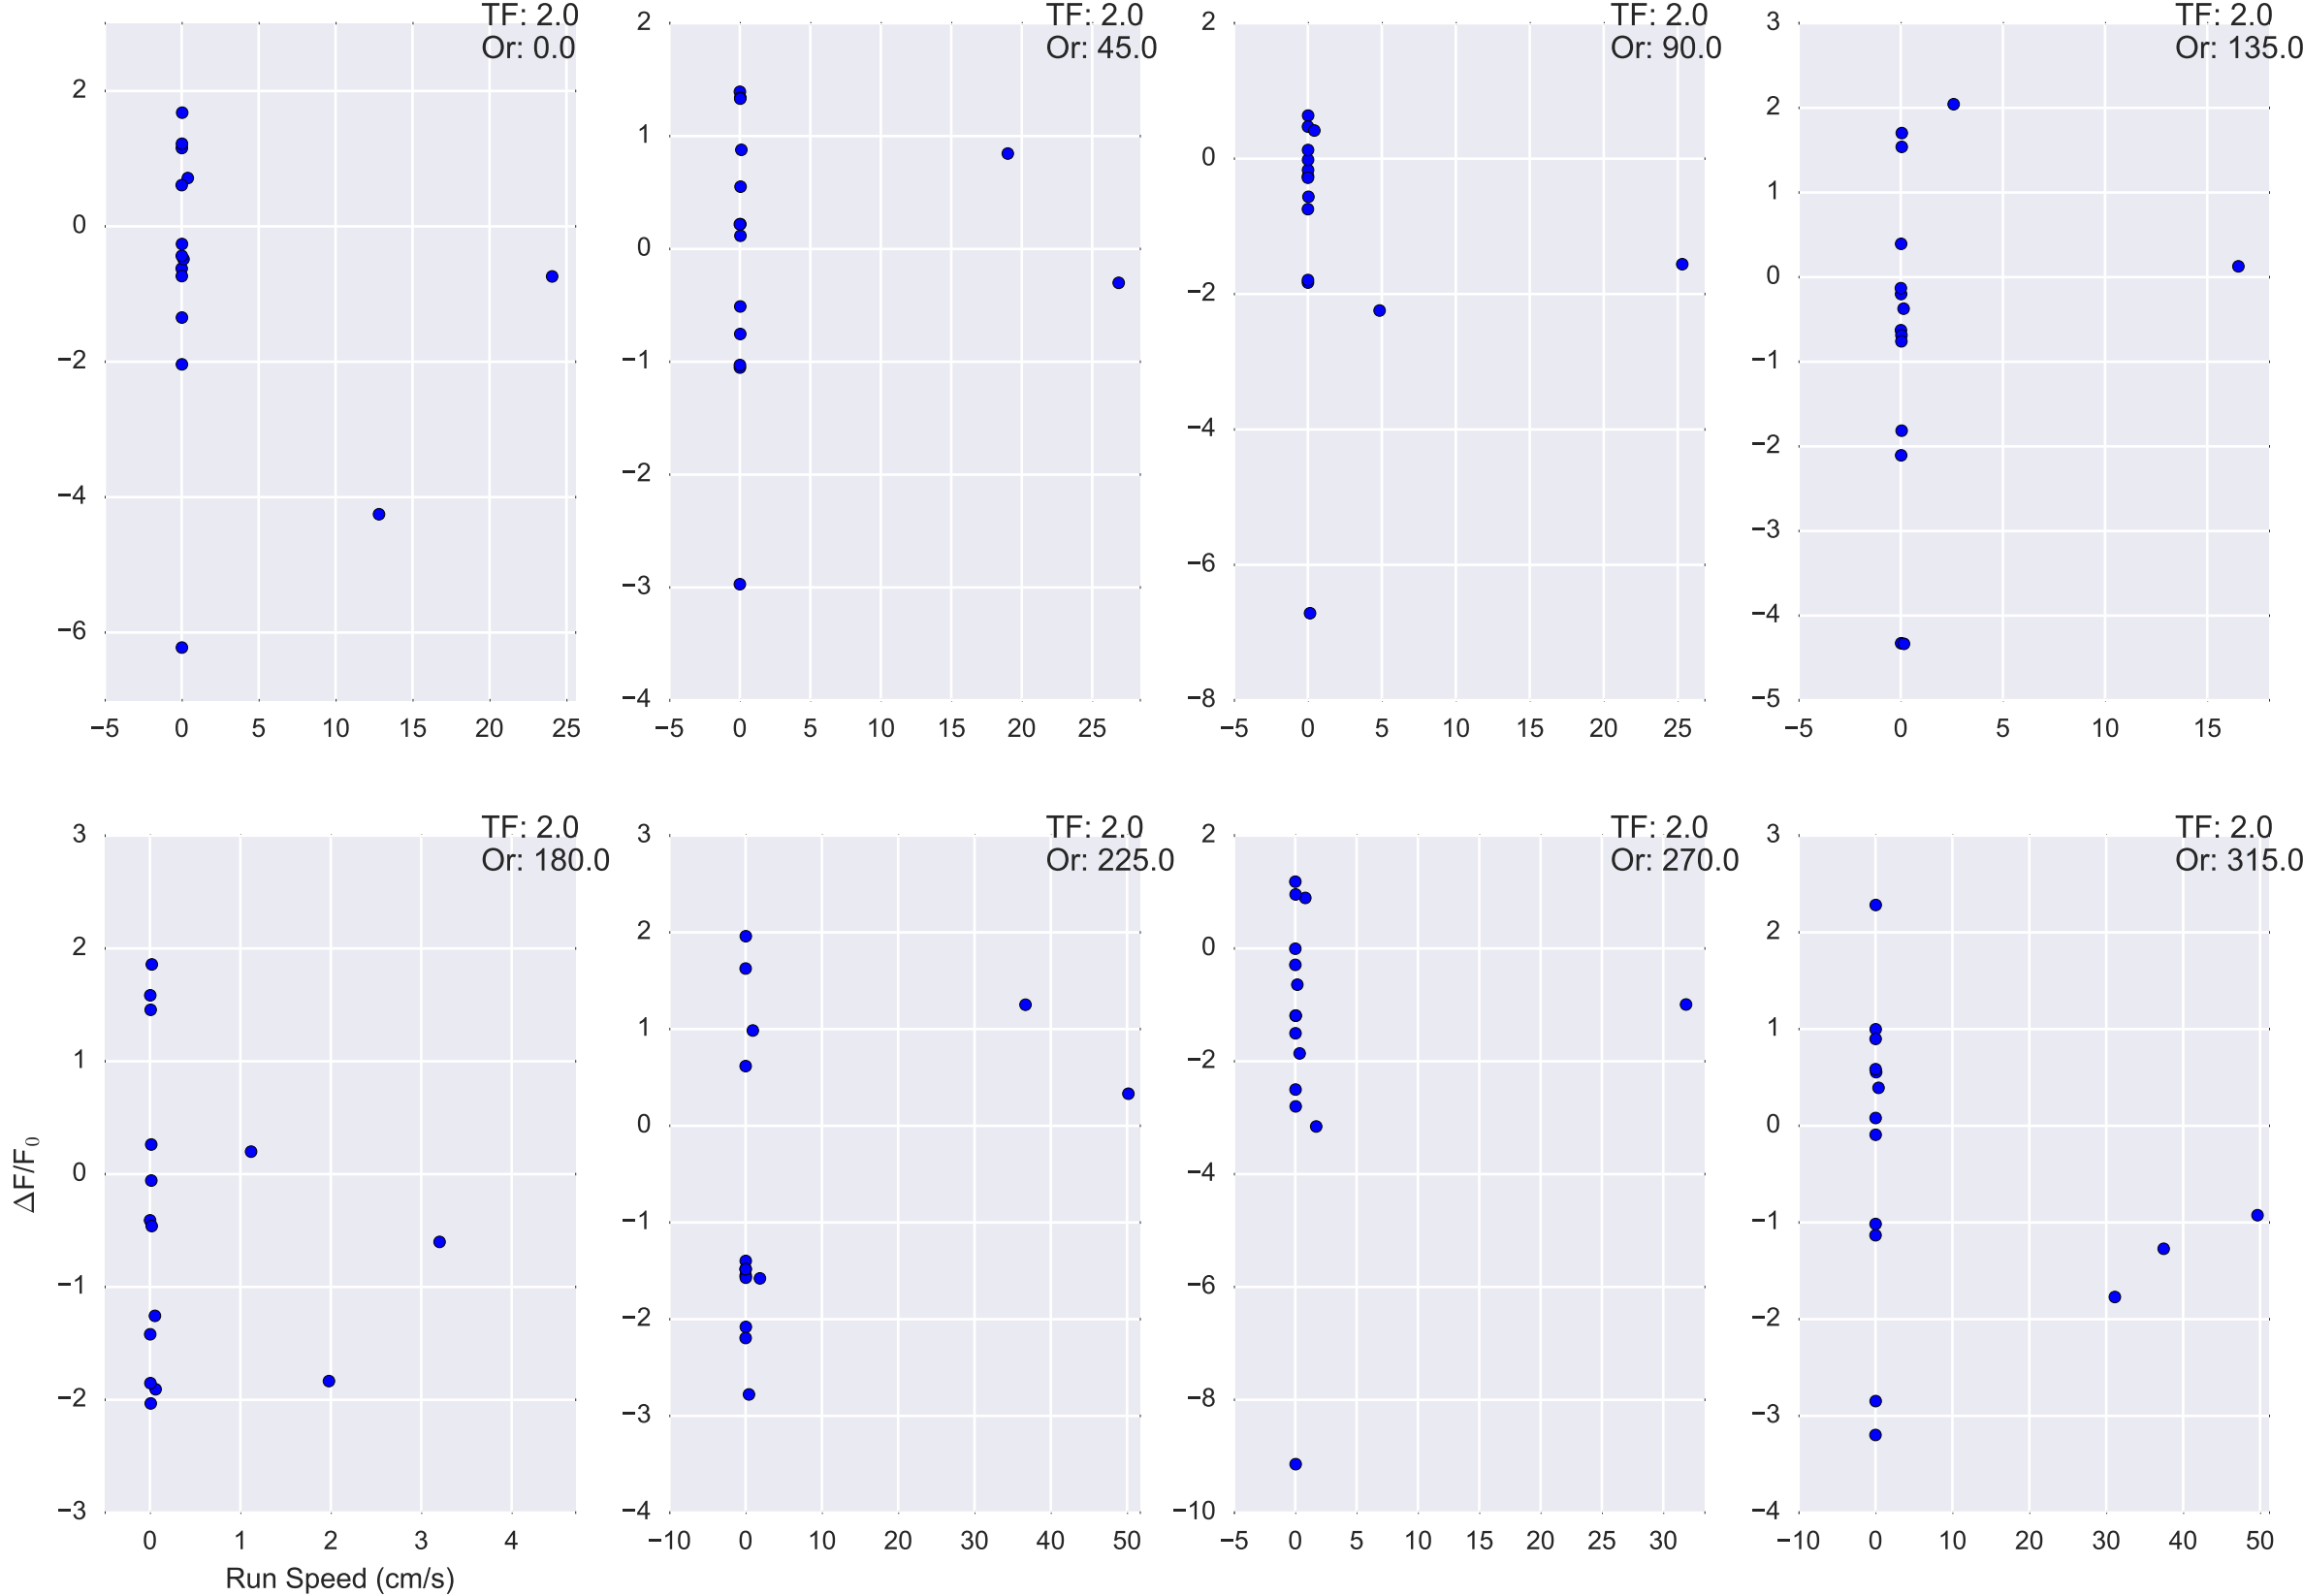 TF: 2.0
Or: 0.0
2
0
−2
−4
−6
−5 0 5 10 15 20 25
TF: 2.0
Or: 45.0
2
1
0
−1
−2
−3
−4
−5 0 5 10 15 20 25
TF: 2.0
Or: 90.0
2
0
−2
−4
−6
−8
−5 0 5 10 15 20 25
TF: 2.0
Or: 135.0
3
2
1
0
−1
−2
−3
−4
−5
−5 0 5 10 15
TF: 2.0
Or: 180.0
3
2
1
0
−1
−2
−3
0 1 2 3 4
ΔF/F0
Run Speed (cm/s)
TF: 2.0
Or: 225.0
3
2
1
0
−1
−2
−3
−4
−10 0 10 20 30 40 50
TF: 2.0
Or: 270.0
2
0
−2
−4
−6
−8
−10
−5 0 5 10 15 20 25 30
TF: 2.0
Or: 315.0
3
2
1
0
−1
−2
−3
−4
−10 0 10 20 30 40 50